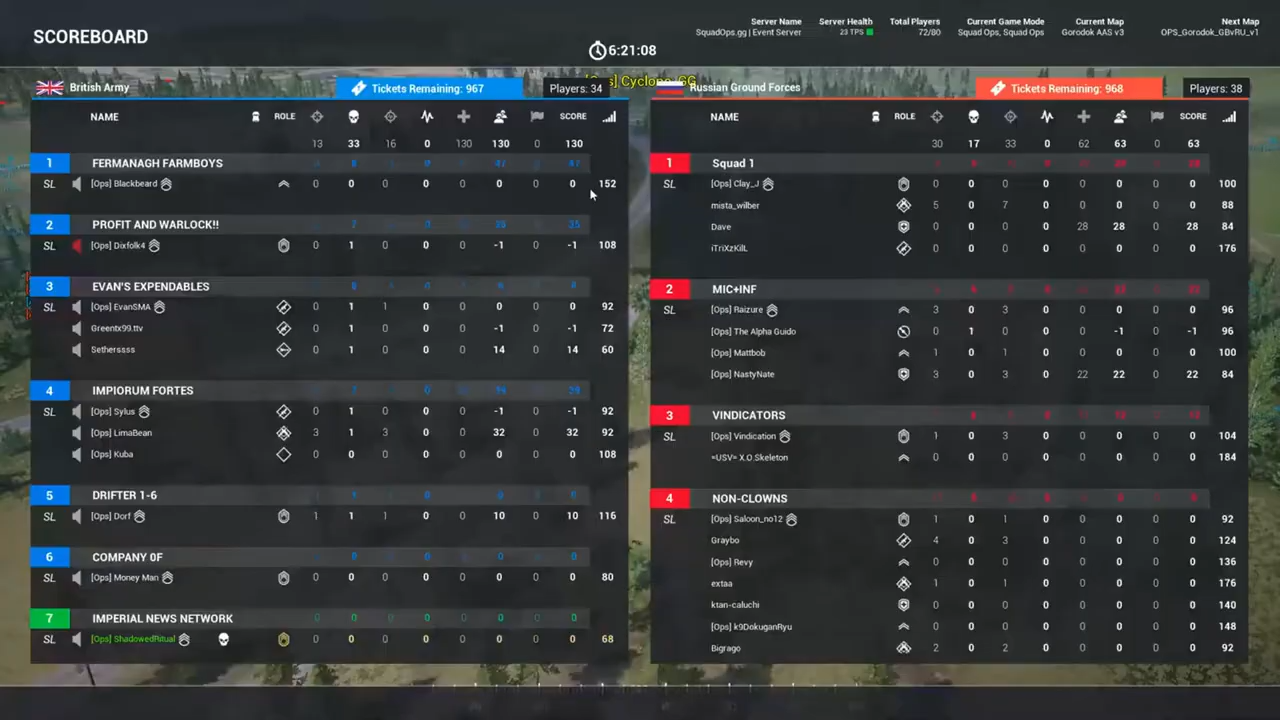 SCOREBOARD
Server Name
SquadOps.gg | Event Server
Server Health
23 TPS
Total Players
72/80
Current Game Mode
Squad Ops, Squad Ops
Current Map
Gorodok AAS v3
Next Map
OPS_Gorodok_GBvRU_v1
6:21:08
British Army
Tickets Remaining: 967
Players: 34
NAME ROLE SCORE
13 33 16 0 130 130 130
1 FERMANAGH FARMBOYS
SL [Ops] Blackbeard 0 0 0 0 0 0 0 0 152
2 PROFIT AND WARLOCK!!
SL [Ops] Dixfolk4 0 1 0 0 0 -1 0 -1 108
3 EVAN'S EXPENDABLES
SL [Ops] EvanSMA 0 1 1 0 0 0 0 0 92
Greentx99.ttv 0 1 0 0 0 -1 0 -1 72
Setherssss 0 1 0 0 0 14 0 14 60
4 IMPIORUM FORTES
SL [Ops] Sylus 0 1 0 0 0 -1 0 -1 92
[Ops] LimaBean 3 1 3 0 0 32 0 32 92
[Ops] Kuba 0 0 0 0 0 0 0 0 108
5 DRIFTER 1-6
SL [Ops] Dorf 1 1 1 0 0 10 0 10 116
6 COMPANY 0F
SL [Ops] Money Man 0 0 0 0 0 0 0 0 80
7 IMPERIAL NEWS NETWORK
SL [Ops] ShadowedRitual 0 0 0 0 0 0 0 0 68
Cyclone GG
Russian Ground Forces
Tickets Remaining: 968
Players: 38
NAME ROLE SCORE
30 17 33 0 62 63 0 63
1 Squad 1
SL [Ops] Clay_J 0 0 0 0 0 0 0 0 100
mista_wilber 5 0 7 0 0 0 0 0 88
Dave 0 0 0 0 28 28 0 28 84
iTriXzKilL 0 0 0 0 0 0 0 0 176
2 MIC+INF
SL [Ops] Raizure 3 0 3 0 0 0 0 0 96
[Ops] The Alpha Guido 0 1 0 0 0 -1 0 -1 96
[Ops] Mattbob 1 0 1 0 0 0 0 0 100
[Ops] NastyNate 3 0 3 0 22 22 0 22 84
3 VINDICATORS
SL [Ops] Vindication 1 0 3 0 0 0 0 0 104
=USV= X.O.Skeleton 0 0 0 0 0 0 0 0 184
4 NON-CLOWNS
SL [Ops] Saloon_no12 1 0 1 0 0 0 0 0 92
Graybo 4 0 3 0 0 0 0 0 124
[Ops] Revy 0 0 0 0 0 0 0 0 136
extaa 1 0 1 0 0 0 0 0 176
ktan-caluchi 0 0 0 0 0 0 0 0 140
[Ops] k9DokuganRyu 0 0 0 0 0 0 0 0 148
Bigrago 2 0 2 0 0 0 0 0 92